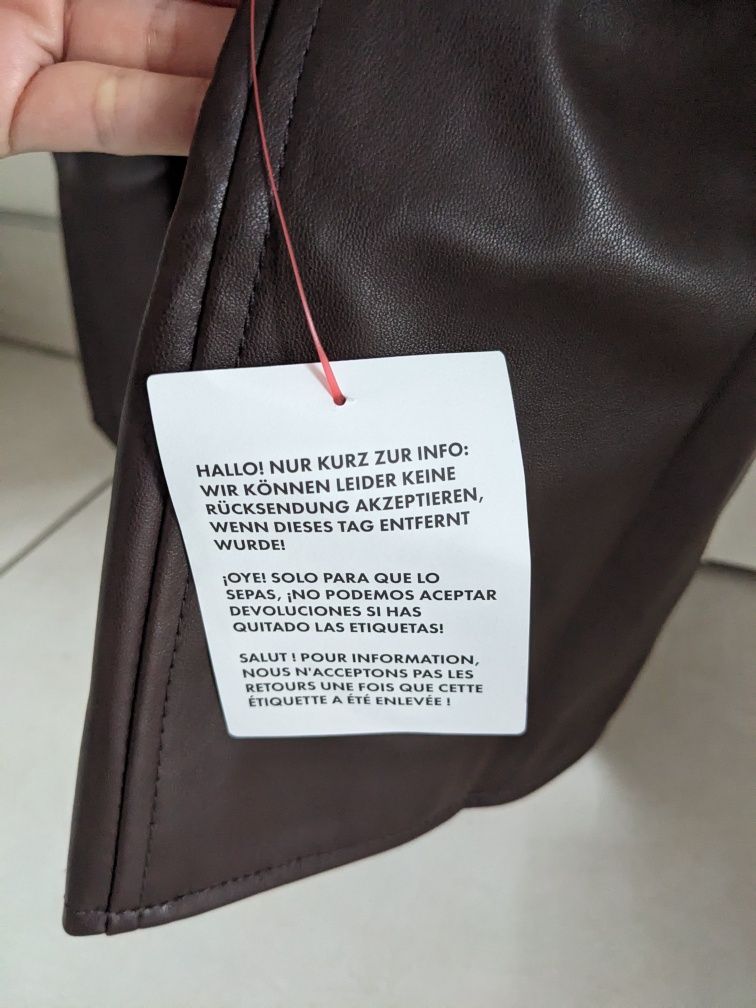 HALLO! NUR KURZ ZUR INFO:
WIR KÖNNEN LEIDER KEINE
RÜCKSENDUNG AKZEPTIEREN,
WENN DIESES TAG ENTFERNT
WURDE!
¡OYE! SOLO PARA QUE LO
SEPAS, ¡NO PODEMOS ACEPTAR
DEVOLUCIONES SI HAS
QUITADO LAS ETIQUETAS!
SALUT ! POUR INFORMATION,
NOUS N'ACCEPTONS PAS LES
RETOURS UNE FOIS QUE CETTE
ÉTIQUETTE A ÉTÉ ENLEVÉE !